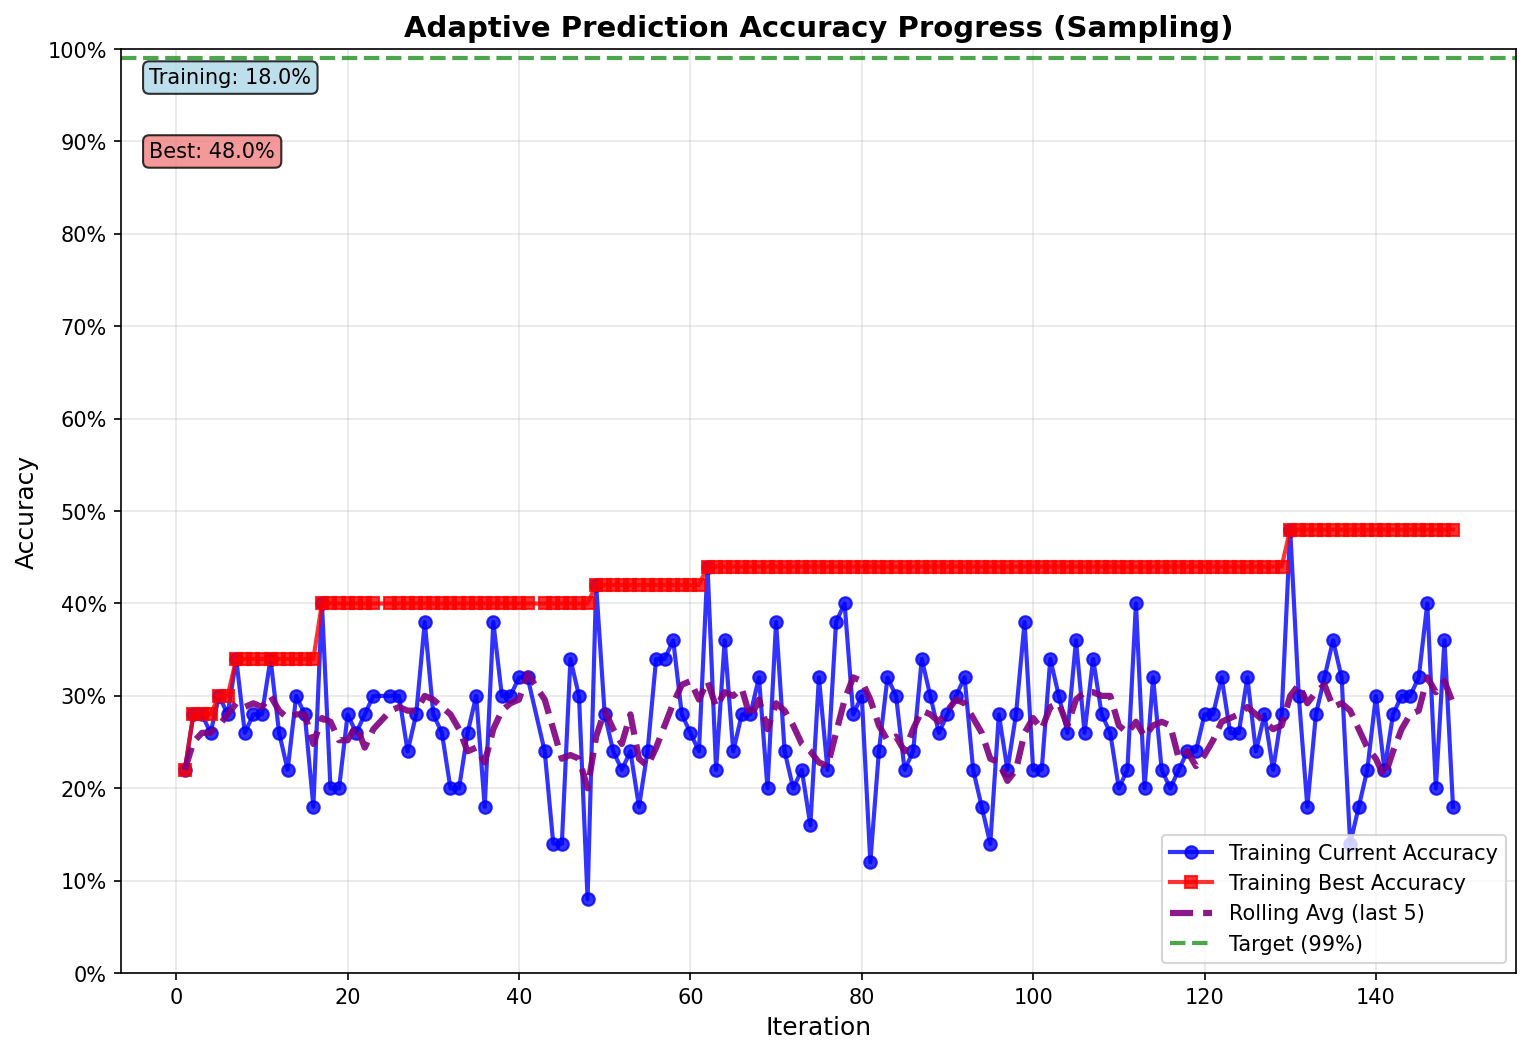 Adaptive Prediction Accuracy Progress (Sampling)
100%
90%
80%
70%
60%
50%
40%
30%
20%
10%
0%
Accuracy
Training: 18.0%
Best: 48.0%
Training Current Accuracy
Training Best Accuracy
Rolling Avg (last 5)
Target (99%)
0 20 40 60 80 100 120 140
Iteration